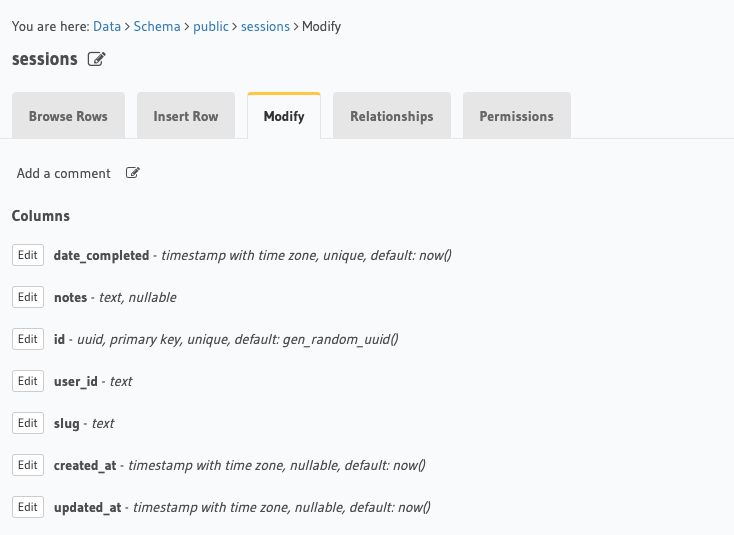 You are here: Data > Schema > public > sessions > Modify
sessions
Browse Rows Insert Row Modify Relationships Permissions
Add a comment
Columns
Edit date_completed - timestamp with time zone, unique, default: now()
Edit notes - text, nullable
Edit id - uuid, primary key, unique, default: gen_random_uuid()
Edit user_id - text
Edit slug - text
Edit created_at - timestamp with time zone, nullable, default: now()
Edit updated_at - timestamp with time zone, nullable, default: now()